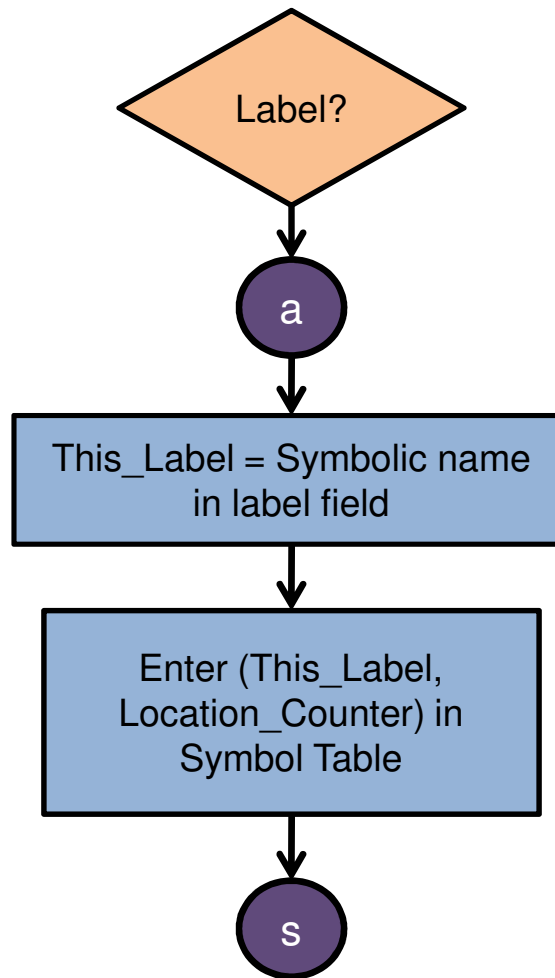 Label?
a
This_Label = Symbolic name
in label field
Enter (This_Label,
Location_Counter) in
Symbol Table
s